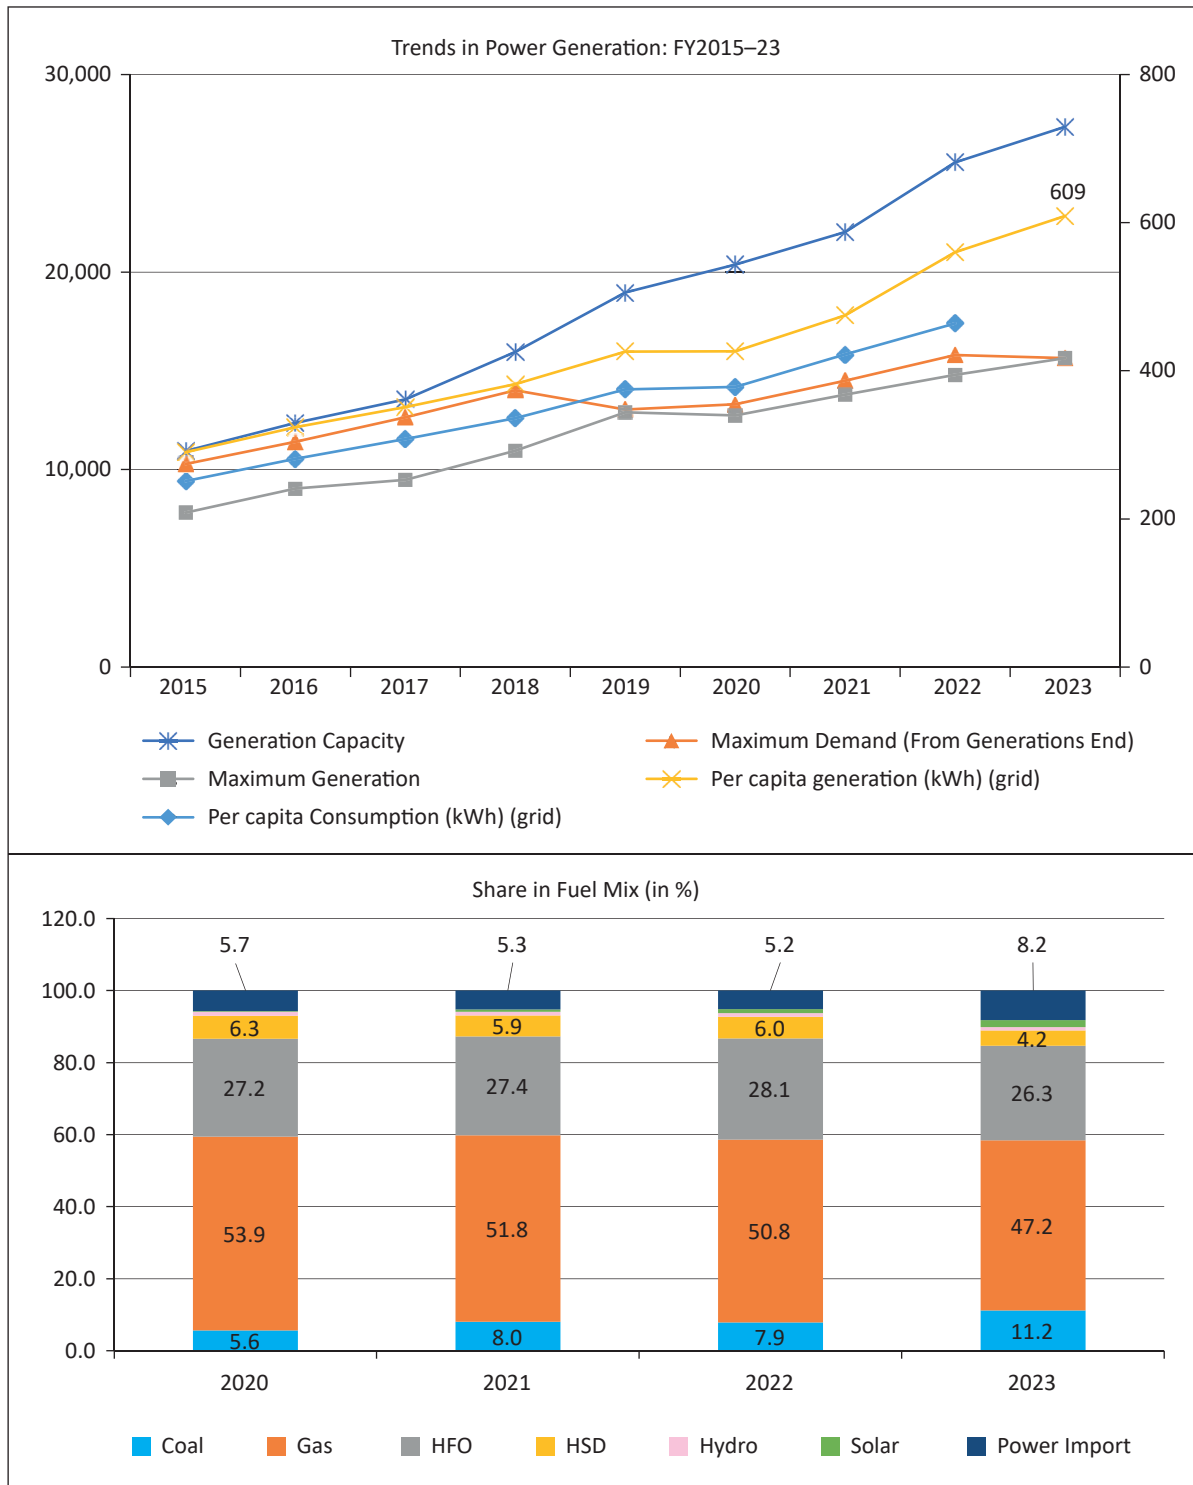 Trends in Power Generation: FY2015–23
30,000
20,000
10,000
0
800
600
400
200
0
609
2015 2016 2017 2018 2019 2020 2021 2022 2023
Generation Capacity
Maximum Demand (From Generations End)
Maximum Generation
Per capita generation (kWh) (grid)
Per capita Consumption (kWh) (grid)
Share in Fuel Mix (in %)
120.0
100.0
80.0
60.0
40.0
20.0
0.0
5.7 5.3 5.2 8.2
6.3 5.9 6.0 4.2
27.2 27.4 28.1 26.3
53.9 51.8 50.8 47.2
5.6 8.0 7.9 11.2
2020 2021 2022 2023
Coal Gas HFO HSD Hydro Solar Power Import